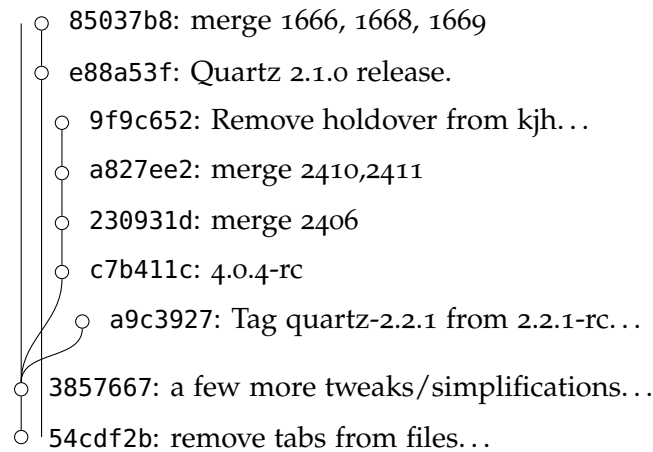 85037b8: merge 1666, 1668, 1669
e88a53f: Quartz 2.1.0 release.
9f9c652: Remove holdover from kjh...
a827ee2: merge 2410,2411
230931d: merge 2406
c7b411c: 4.0.4-rc
a9c3927: Tag quartz-2.2.1 from 2.2.1-rc...
3857667: a few more tweaks/simplifications...
54cdf2b: remove tabs from files...